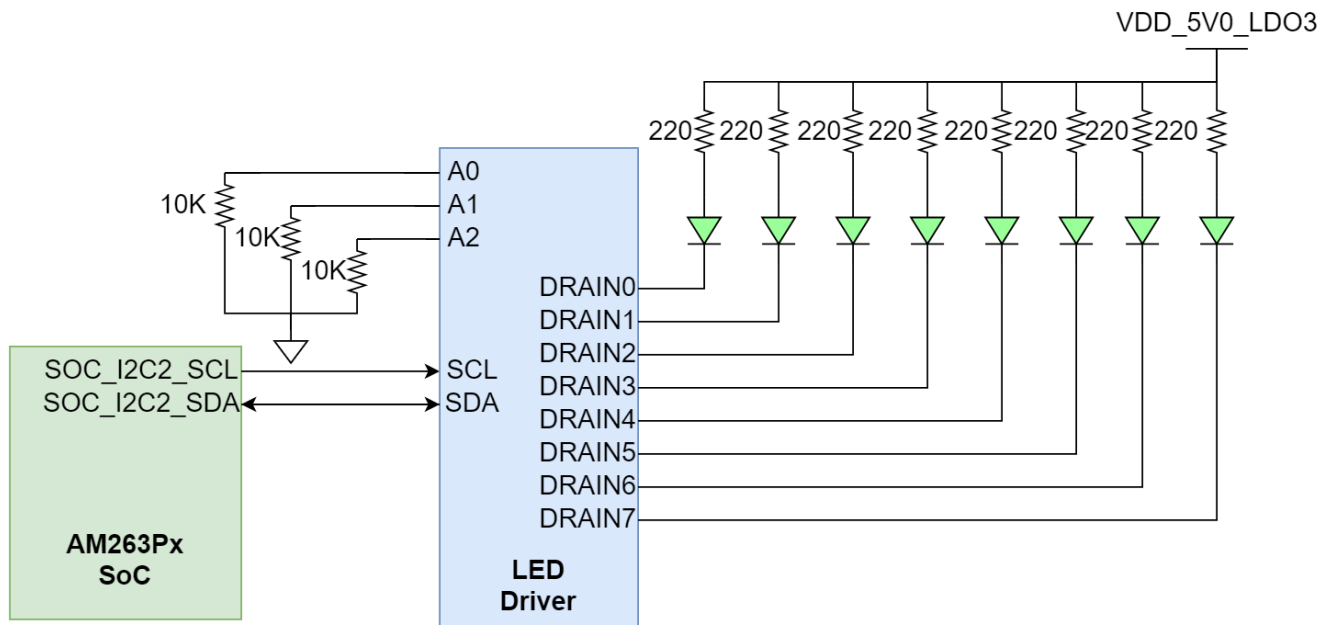 VDD_5V0_LDO3
220 220 220 220 220 220 220 220
A0
10K
A1
10K
A2
10K
DRAIN0
DRAIN1
DRAIN2
DRAIN3
DRAIN4
DRAIN5
DRAIN6
DRAIN7
SOC_I2C2_SCL
SCL
SOC_I2C2_SDA
SDA
AM263Px
SoC
LED
Driver